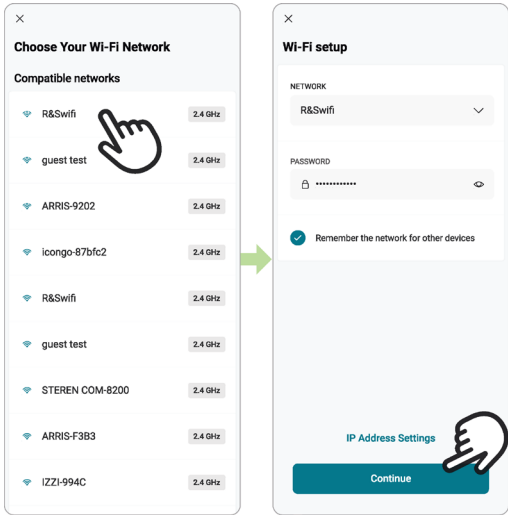 Choose Your Wi-Fi Network
Compatible networks
R&Swifi 2.4 GHz
guest test 2.4 GHz
ARRIS-9202 2.4 GHz
icongo-87bfc2 2.4 GHz
R&Swifi 2.4 GHz
guest test 2.4 GHz
STEREN COM-8200 2.4 GHz
ARRIS-F3B3 2.4 GHz
IZZI-994C 2.4 GHz
Wi-Fi setup
NETWORK
R&Swifi
PASSWORD
••••••••••••
Remember the network for other devices
IP Address Settings
Continue